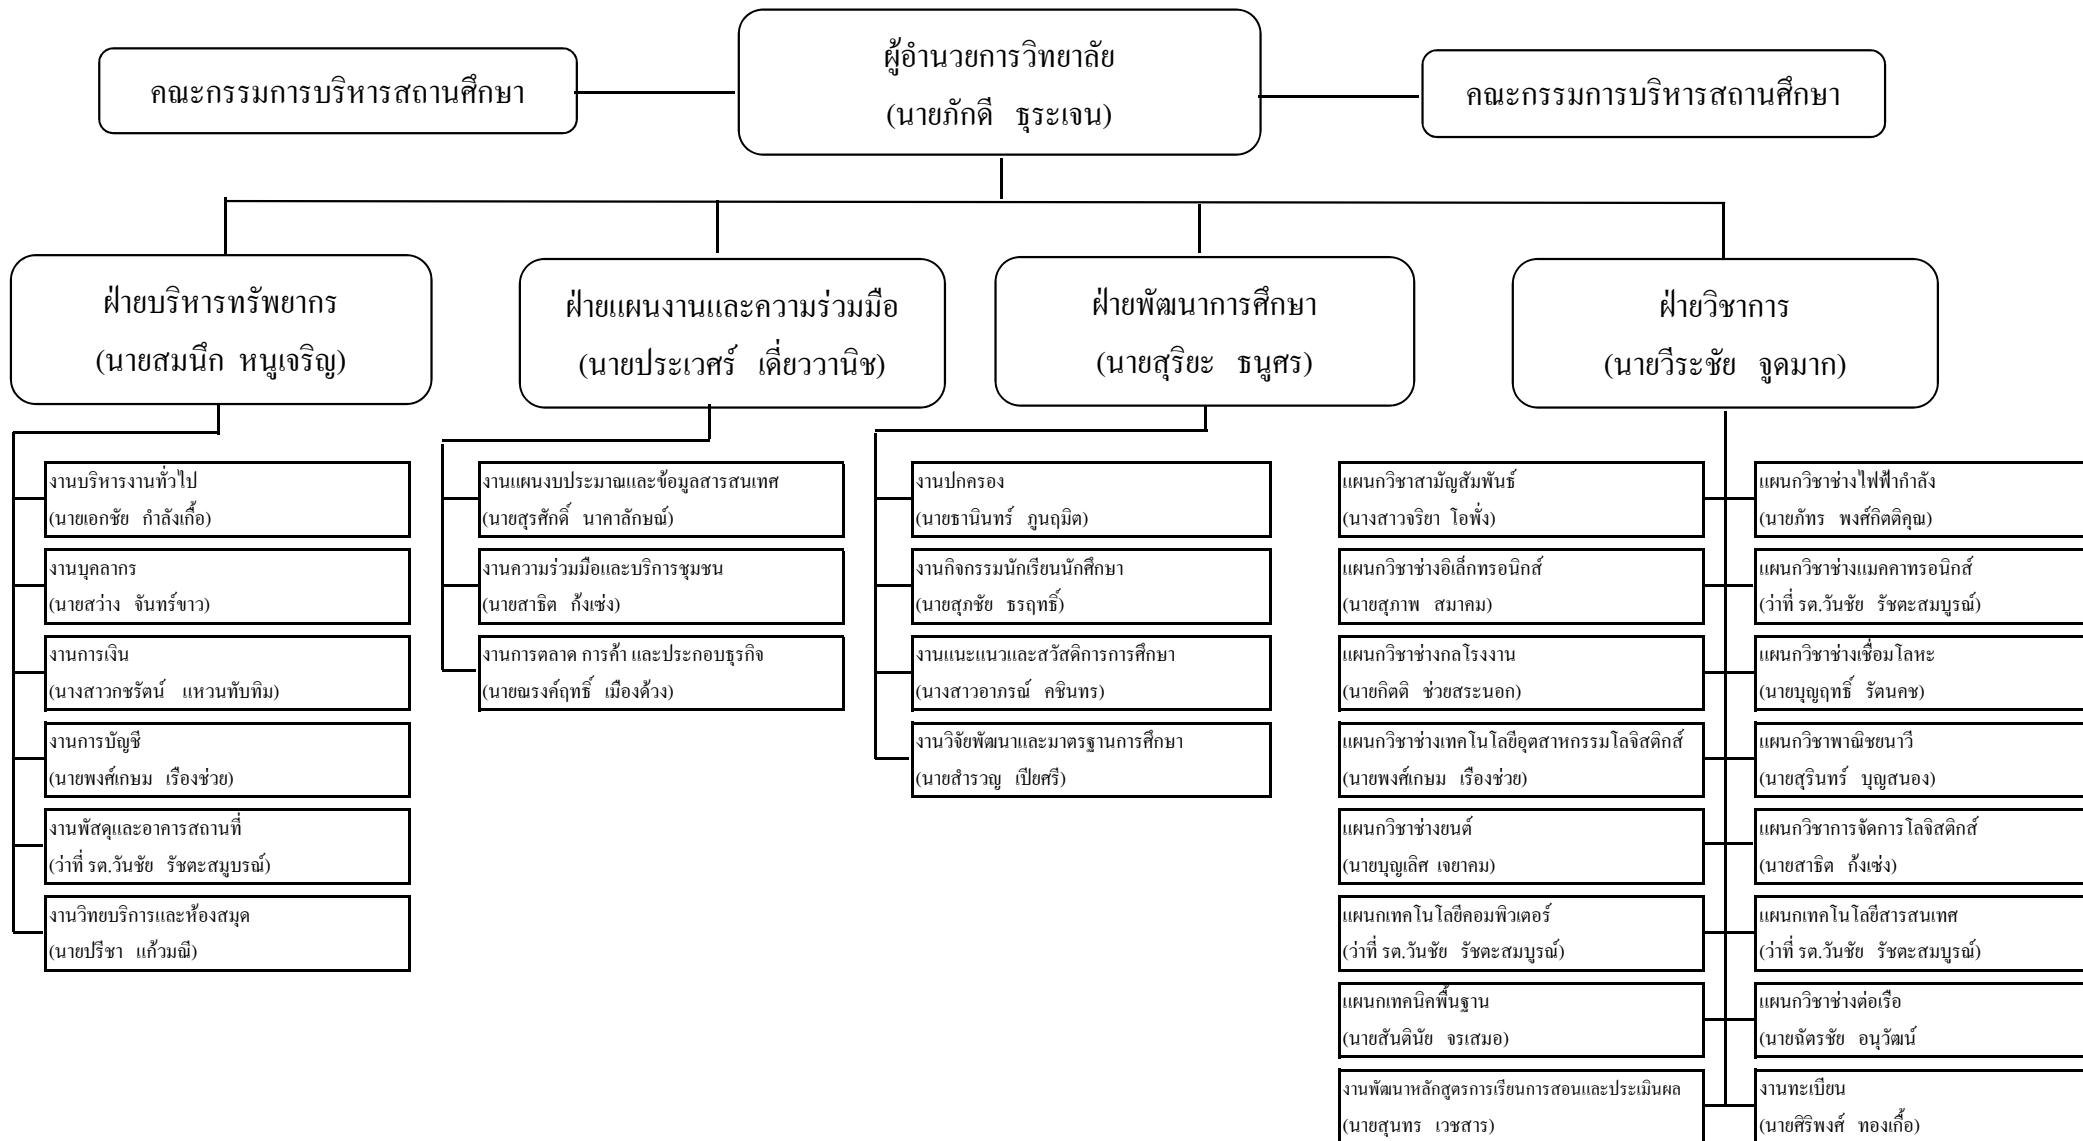 ผู้อำนวยการวิทยาลัย
(นายภักดี ธุระเจน)
คณะกรรมการบริหารสถานศึกษา
คณะกรรมการบริหารสถานศึกษา
ฝ่ายบริหารทรัพยากร
(นายสมนึก หนูเจริญ)
ฝ่ายแผนงานและความร่วมมือ
(นายประเวศร์ เดี่ยววานิช)
ฝ่ายพัฒนาการศึกษา
(นายสุริยะ ธนูศร)
ฝ่ายวิชาการ
(นายวีระชัย จูดมาก)
งานบริหารงานทั่วไป
(นายเอกชัย กำลังเกื้อ)
งานบุคลากร
(นายสว่าง จันทร์ขาว)
งานการเงิน
(นางสาวกชรัตน์ แหวนทับทิม)
งานการบัญชี
(นายพงศ์เกษม เรืองช่วย)
งานพัสดุและอาคารสถานที่
(ว่าที่ รต.วันชัย รัชตะสมูบรณ์)
งานวิทยบริการและห้องสมุด
(นายปรีชา แก้วมณี)
งานแผนงบประมาณและข้อมูลสารสนเทศ
(นายสุรศักดิ์ นาคาลักษณ์)
งานความร่วมมือและบริการชุมชน
(นายสาธิต ก้งเซ่ง)
งานการตลาด การค้า และประกอบธุรกิจ
(นายณรงค์ฤทธิ์ เมืองด้วง)
งานปกครอง
(นายธานินทร์ ภูนฤมิต)
งานกิจกรรมนักเรียนนักศึกษา
(นายสุภชัย ธรฤทธิ์)
งานแนะแนวและสวัสดิการการศึกษา
(นางสาวอาภรณ์ คชินทร)
งานวิจัยพัฒนาและมาตรฐานการศึกษา
(นายสำรวญ เปียศรี)
แผนกวิชาสามัญสัมพันธ์
(นางสาวจริยา โอพั่ง)
แผนกวิชาช่างอิเล็กทรอนิกส์
(นายสุภาพ สมาคม)
แผนกวิชาช่างกลโรงงาน
(นายกิตติ ช่วยสระนอก)
แผนกวิชาช่างเทคโนโลยีอุตสาหกรรมโลจิสติกส์
(นายพงศ์เกษม เรืองช่วย)
แผนกวิชาช่างยนต์
(นายบุญเลิศ เจยาคม)
แผนกเทคโนโลยีคอมพิวเตอร์
(ว่าที่ รต.วันชัย รัชตะสมบูรณ์)
แผนกเทคนิคพื้นฐาน
(นายสันตินัย จรเสมอ)
งานพัฒนาหลักสูตรการเรียนการสอนและประเมินผล
(นายสุนทร เวชสาร)
แผนกวิชาช่างไฟฟ้ากำลัง
(นายภัทร พงศ์กิตติคุณ)
แผนกวิชาช่างแมคคาทรอนิกส์
(ว่าที่ รต.วันชัย รัชตะสมบูรณ์)
แผนกวิชาช่างเชื่อมโลหะ
(นายบุญฤทธิ์ รัตนคช)
แผนกวิชาพาณิชยนาวี
(นายสุรินทร์ บุญสนอง)
แผนกวิชาการจัดการโลจิสติกส์
(นายสาธิต ก้งเซ่ง)
แผนกเทคโนโลยีสารสนเทศ
(ว่าที่ รต.วันชัย รัชตะสมบูรณ์)
แผนกวิชาช่างต่อเรือ
(นายฉัตรชัย อนุวัฒน์
งานทะเบียน
(นายศิริพงศ์ ทองเกื้อ)